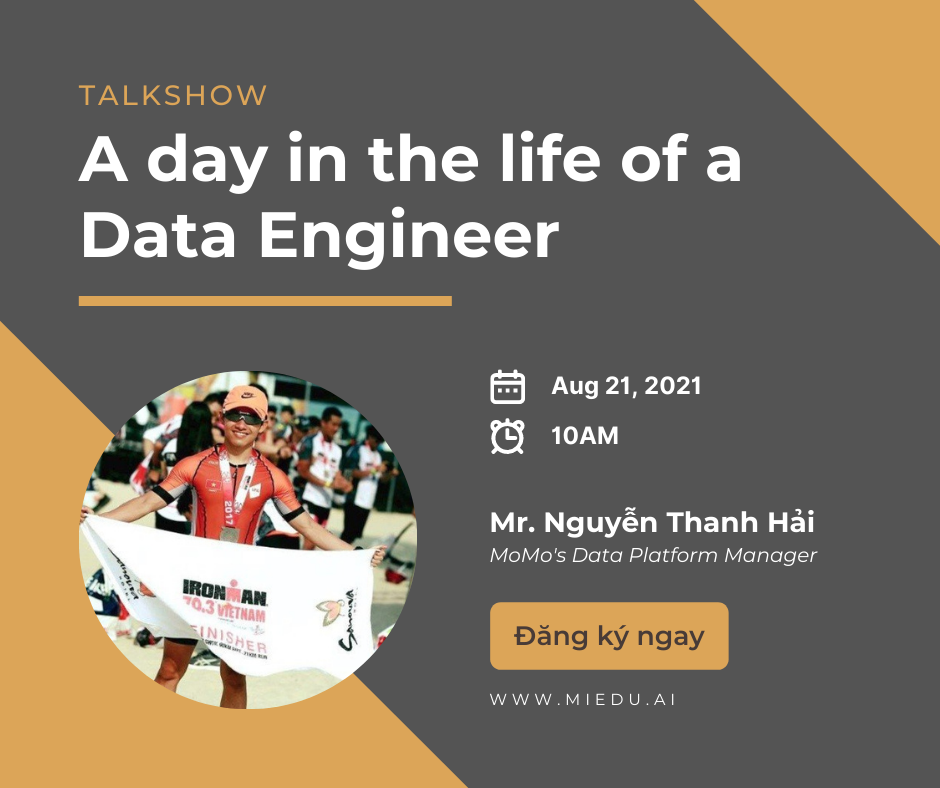 TALKSHOW
A day in the life of a
Data Engineer
Aug 21, 2021
10AM
Mr. Nguyễn Thanh Hải
MoMo's Data Platform Manager
Đăng ký ngay
WWW.MIEDU.AI
2017
IRONMAN
70.3 VIETNAM
FINISHER
Sunnova